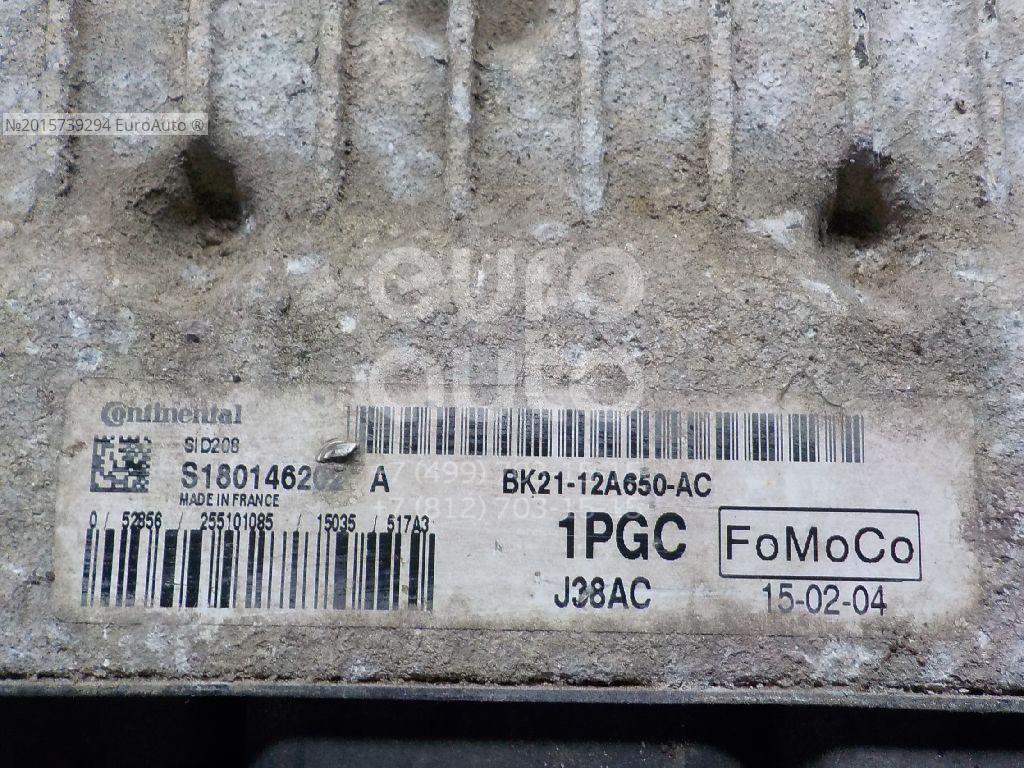 №2015739294 EuroAuto ®
euro
auto
Continental
SID208
S180146202 A
BK21-12A650-AC
MADE IN FRANCE
0 / 52856 / 255101085 / 15035 / 517A3
1PGC
FoMoCo
J38AC
15-02-04